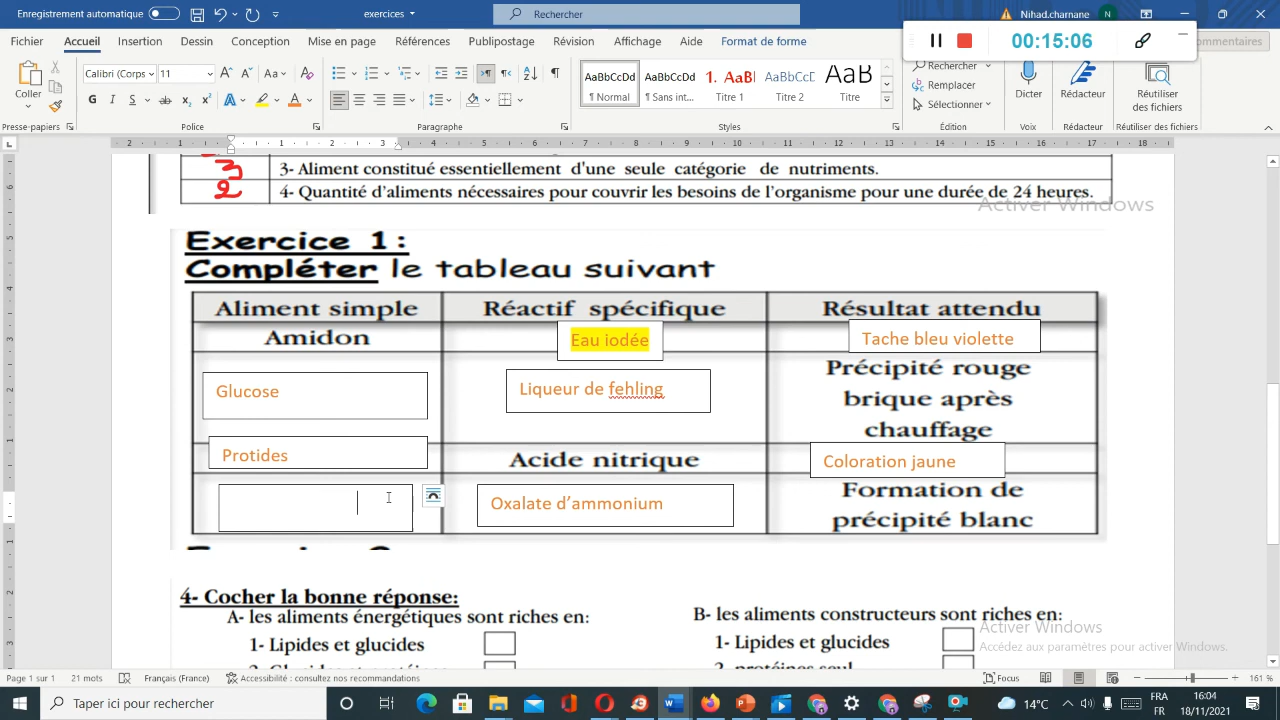 Enregistrement automatique
exercices
Rechercher
Nihad.charnane
N
00:15:06
Commentaires
Fichier Accueil Insertion Dessin Conception Mise en page Références Publipostage Révision Affichage Aide Format de forme
Coller
Calibri (Corps 11
AaBbCcDd AaBbCcDd 1. AaBl AaBbCcD AaB
¶ Normal ¶ Sans int... Titre 1 Titre 2 Titre
Rechercher
Remplacer
Sélectionner
Dicter
Rédacteur
Réutiliser des fichiers
Presse-papiers Police Paragraphe Styles Édition Voix Rédacteur Réutiliser des fichiers
3 3- Aliment constitué essentiellement d'une seule catégorie de nutriments.
2 4- Quantité d'aliments nécessaires pour couvrir les besoins de l'organisme pour une durée de 24 heures.
Activer Windows
Exercice 1:
Compléter le tableau suivant
Aliment simple Réactif spécifique Résultat attendu
Amidon Eau iodée Tache bleu violette
Glucose Liqueur de fehling Précipité rouge
brique après
chauffage
Protides Acide nitrique Coloration jaune
Oxalate d'ammonium Formation de
précipité blanc
4- Cocher la bonne réponse:
A- les aliments énergétiques sont riches en: B- les aliments constructeurs sont riches en:
1- Lipides et glucides 1- Lipides et glucides
Activer Windows
Accédez aux paramètres pour activer Windows.
2- Glucides et protéines 2- protéines seul
Page 1 sur 1 21 mots Français (France) Accessibilité : consultez nos recommandations Focus 161 %
Taper ici pour rechercher
14°C
FRA
FR
16:04
18/11/2021